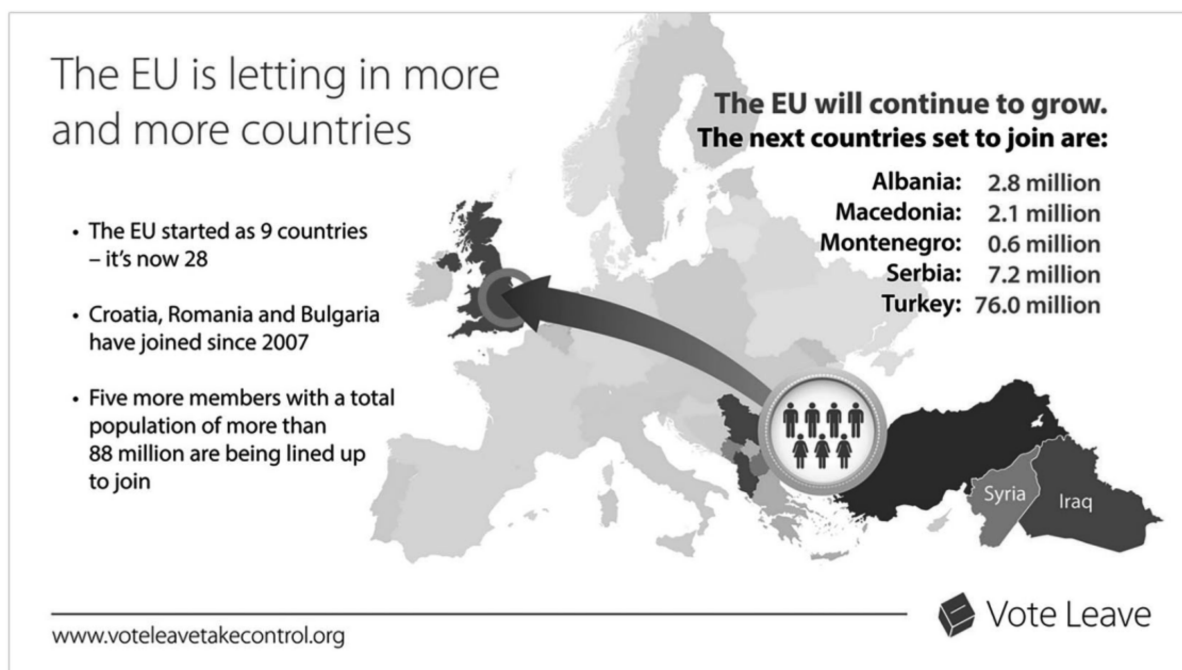 The EU is letting in more
and more countries
• The EU started as 9 countries
– it's now 28
• Croatia, Romania and Bulgaria
have joined since 2007
• Five more members with a total
population of more than
88 million are being lined up
to join
The EU will continue to grow.
The next countries set to join are:
Albania: 2.8 million
Macedonia: 2.1 million
Montenegro: 0.6 million
Serbia: 7.2 million
Turkey: 76.0 million
Syria
Iraq
www.voteleavetakecontrol.org
Vote Leave